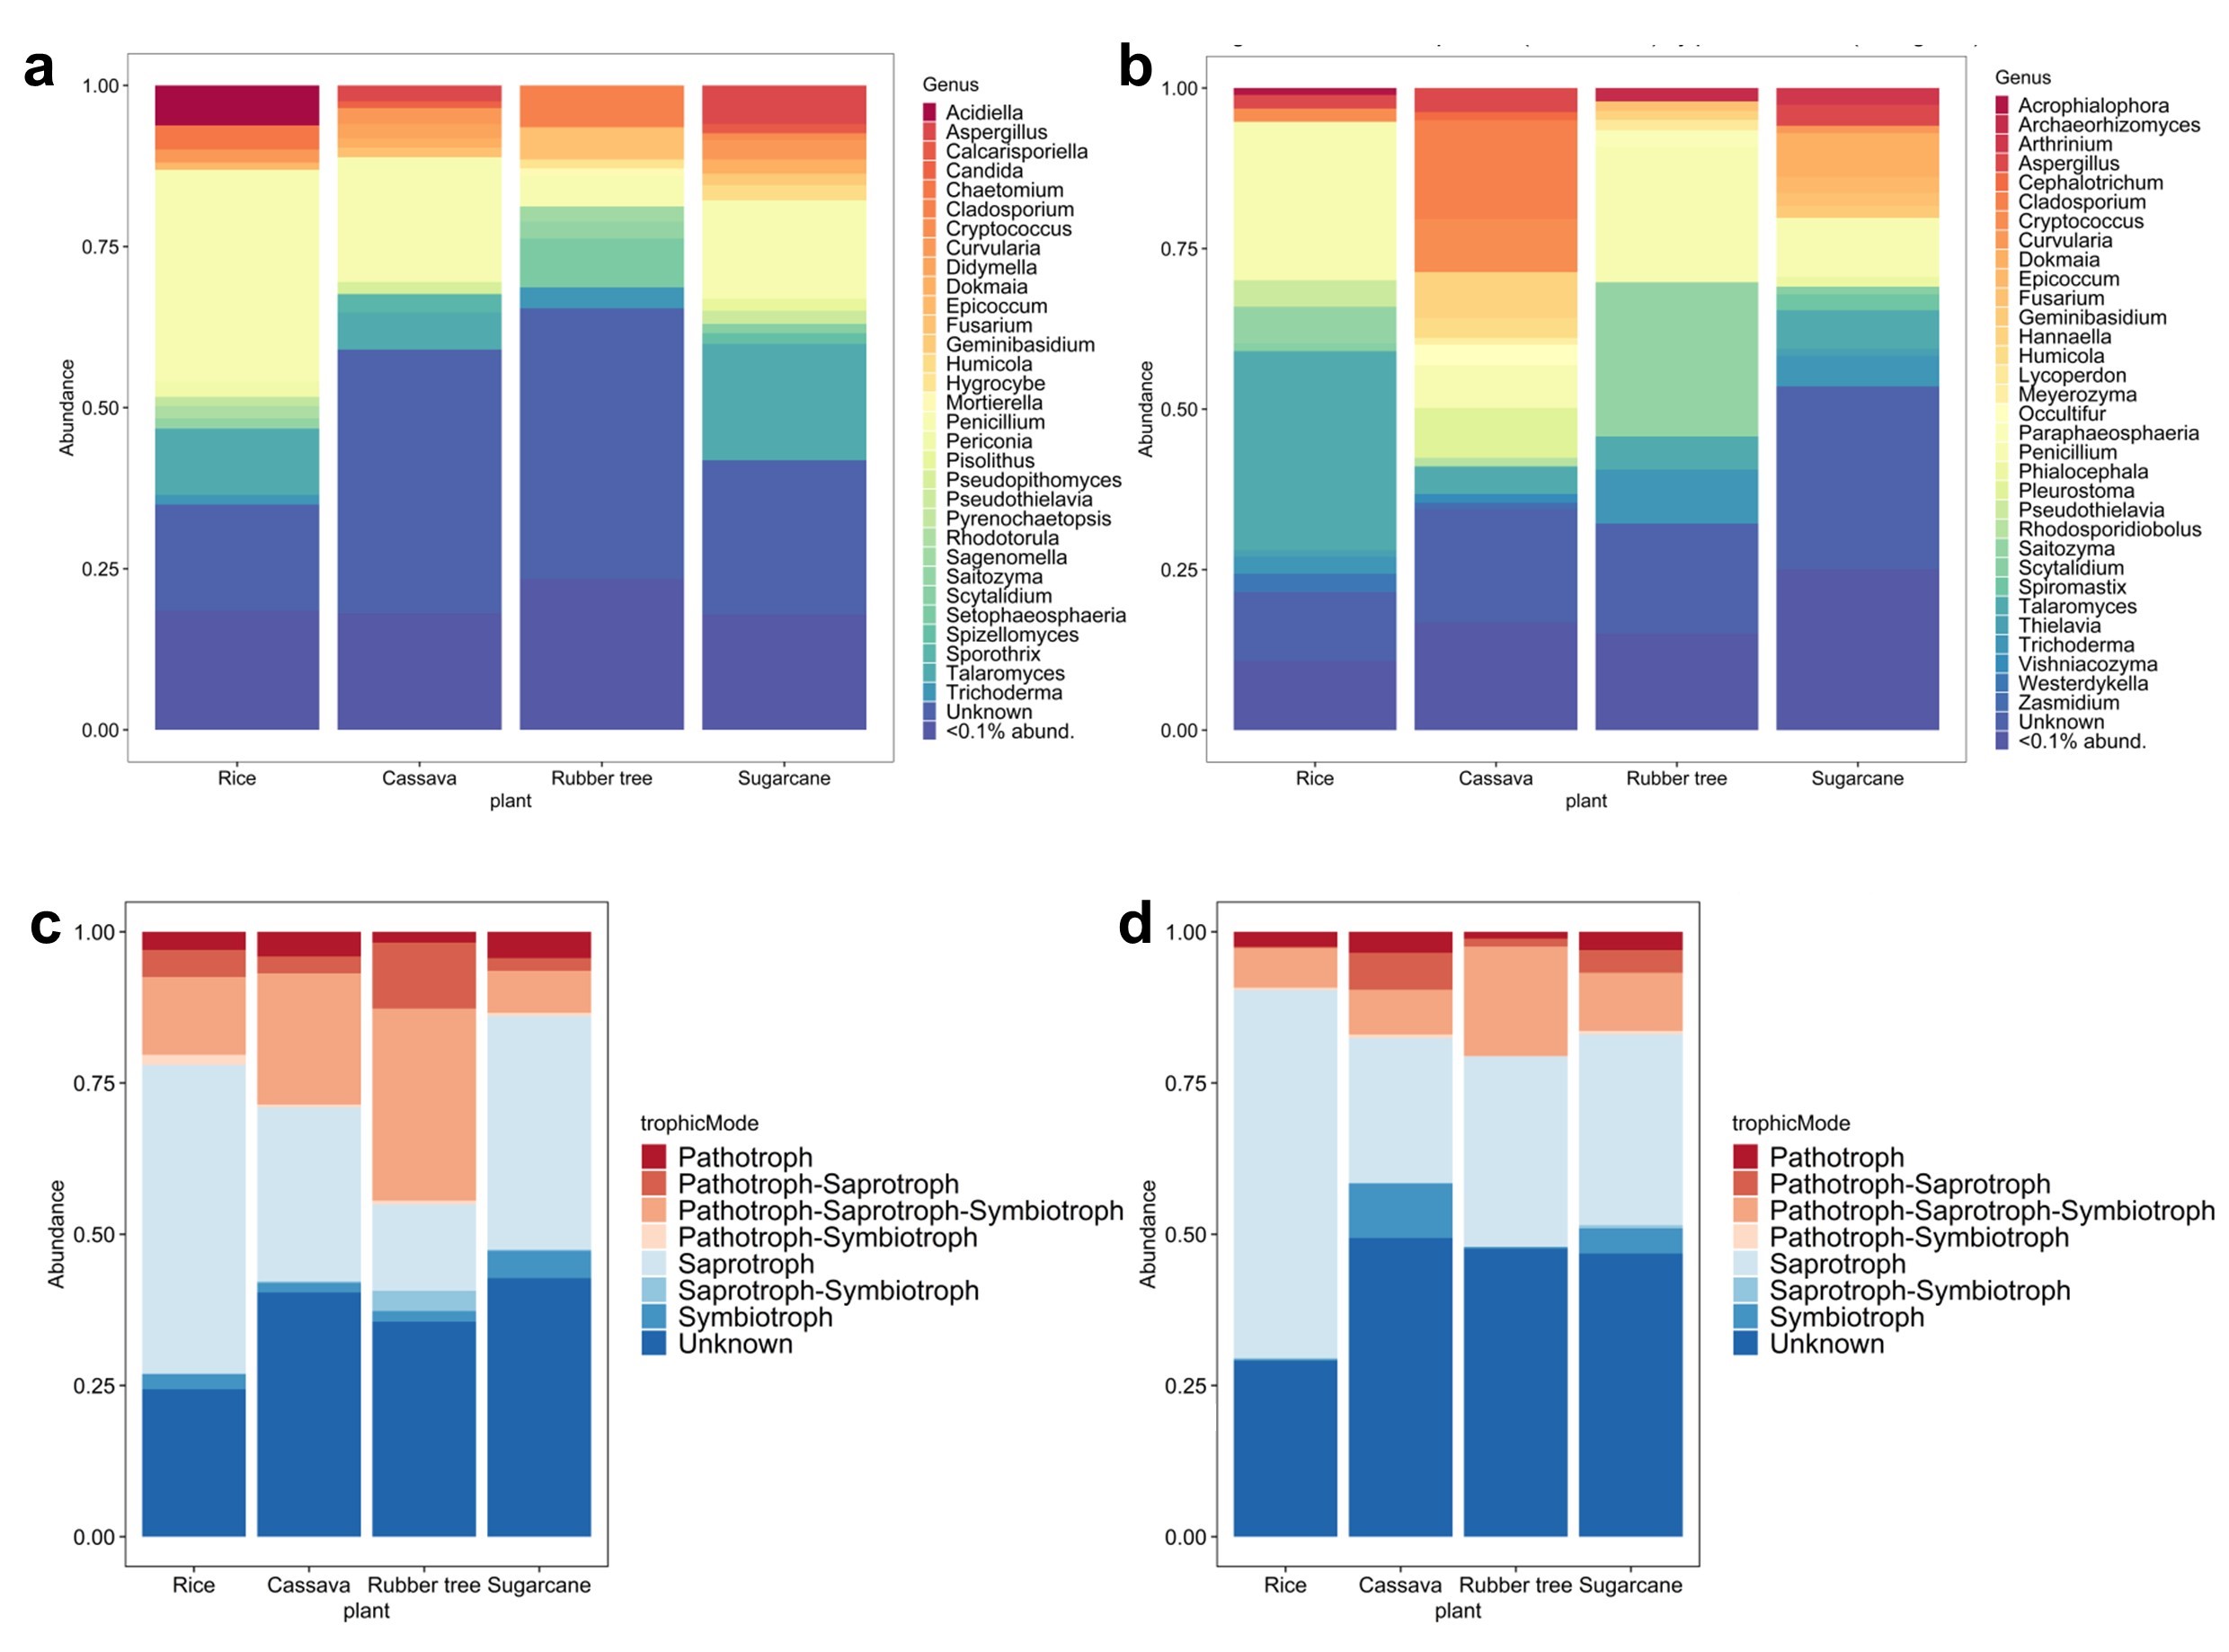 a
1.00
0.75
0.50
0.25
0.00
Abundance
Rice
Cassava
Rubber tree
Sugarcane
plant
Genus
Acidiella
Aspergillus
Calcarisporiella
Candida
Chaetomium
Cladosporium
Cryptococcus
Curvularia
Didymella
Dokmaia
Epicoccum
Fusarium
Geminibasidium
Humicola
Hygrocybe
Mortierella
Penicillium
Periconia
Pisolithus
Pseudopithomyces
Pseudothielavia
Pyrenochaetopsis
Rhodotorula
Sagenomella
Saitozyma
Scytalidium
Setophaeosphaeria
Spizellomyces
Sporothrix
Talaromyces
Trichoderma
Unknown
<0.1% abund.
b
1.00
0.75
0.50
0.25
0.00
Abundance
Rice
Cassava
Rubber tree
Sugarcane
plant
Genus
Acrophialophora
Archaeorhizomyces
Arthrinium
Aspergillus
Cephalotrichum
Cladosporium
Cryptococcus
Curvularia
Dokmaia
Epicoccum
Fusarium
Geminibasidium
Hannaella
Humicola
Lycoperdon
Meyerozyma
Occultifur
Paraphaeosphaeria
Penicillium
Phialocephala
Pleurostoma
Pseudothielavia
Rhodosporidiobolus
Saitozyma
Scytalidium
Spiromastix
Talaromyces
Thielavia
Trichoderma
Vishniacozyma
Westerdykella
Zasmidium
Unknown
<0.1% abund.
c
1.00
0.75
0.50
0.25
0.00
Abundance
Rice
Cassava
Rubber tree
Sugarcane
plant
trophicMode
Pathotroph
Pathotroph-Saprotroph
Pathotroph-Saprotroph-Symbiotroph
Pathotroph-Symbiotroph
Saprotroph
Saprotroph-Symbiotroph
Symbiotroph
Unknown
d
1.00
0.75
0.50
0.25
0.00
Abundance
Rice
Cassava
Rubber tree
Sugarcane
plant
trophicMode
Pathotroph
Pathotroph-Saprotroph
Pathotroph-Saprotroph-Symbiotroph
Pathotroph-Symbiotroph
Saprotroph
Saprotroph-Symbiotroph
Symbiotroph
Unknown